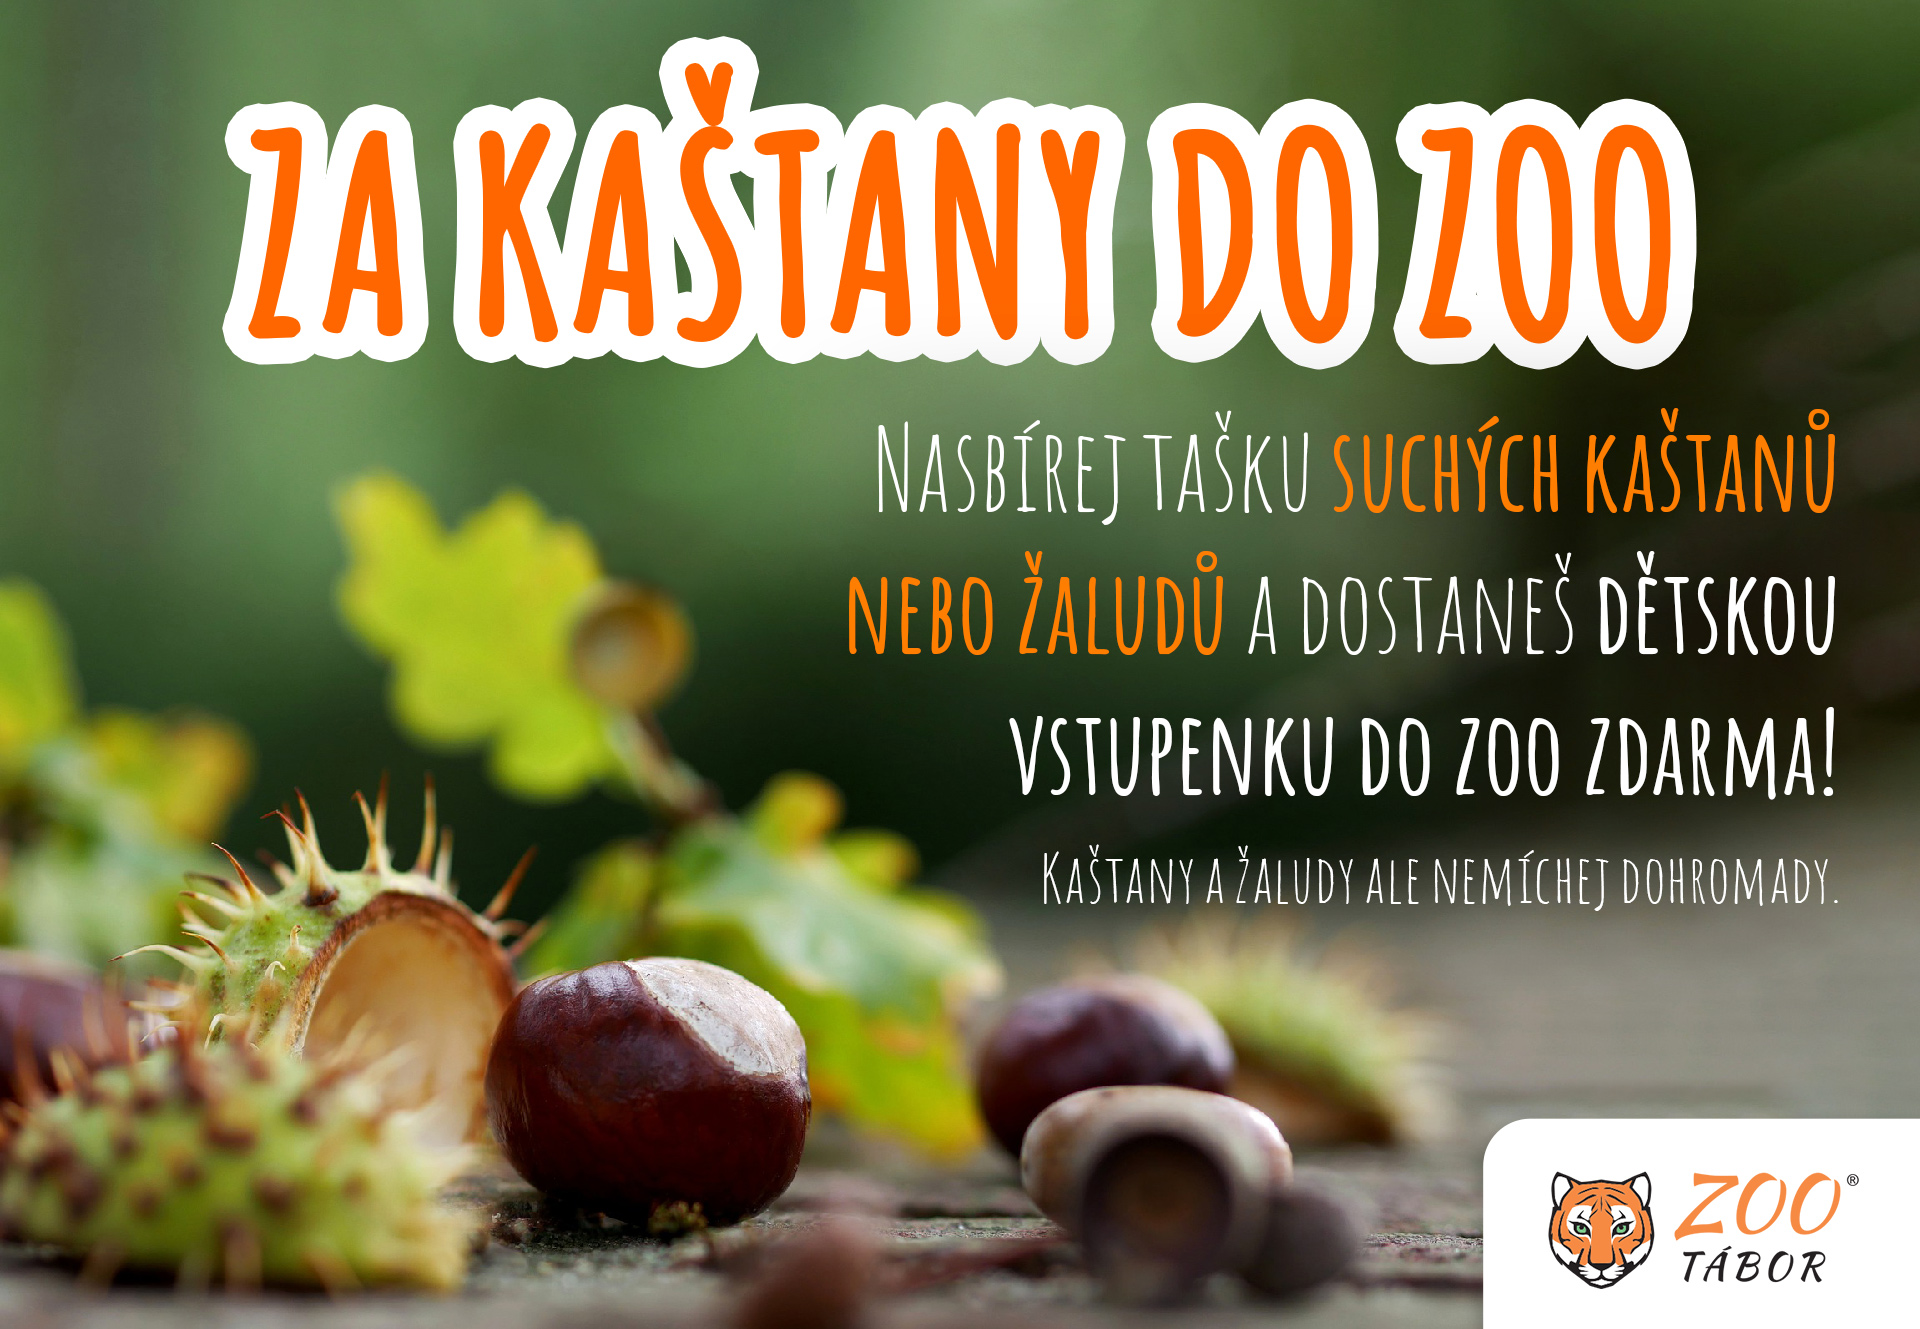 ZA KAŠTANY DO ZOO
NASBÍREJ TAŠKU SUCHÝCH KAŠTANŮ
NEBO ŽALUDŮ A DOSTANEŠ DĚTSKOU
VSTUPENKU DO ZOO ZDARMA!
KAŠTANY A ŽALUDY ALE NEMÍCHEJ DOHROMADY.
ZOO®
TÁBOR